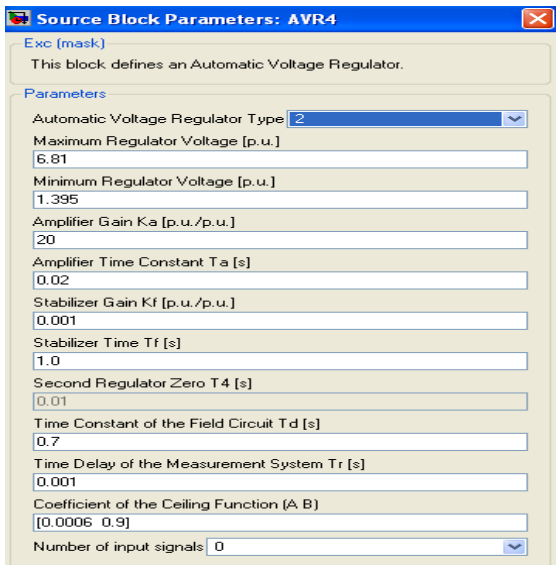 Source Block Parameters: AVR4
Exc (mask)
This block defines an Automatic Voltage Regulator.
Parameters
Automatic Voltage Regulator Type 2
Maximum Regulator Voltage [p.u.]
6.81
Minimum Regulator Voltage [p.u.]
1.395
Amplifier Gain Ka [p.u./p.u.]
20
Amplifier Time Constant Ta [s]
0.02
Stabilizer Gain Kf [p.u./p.u.]
0.001
Stabilizer Time Tf [s]
1.0
Second Regulator Zero T4 [s]
0.01
Time Constant of the Field Circuit Td [s]
0.7
Time Delay of the Measurement System Tr [s]
0.001
Coefficient of the Ceiling Function (A B)
[0.0006 0.9]
Number of input signals 0